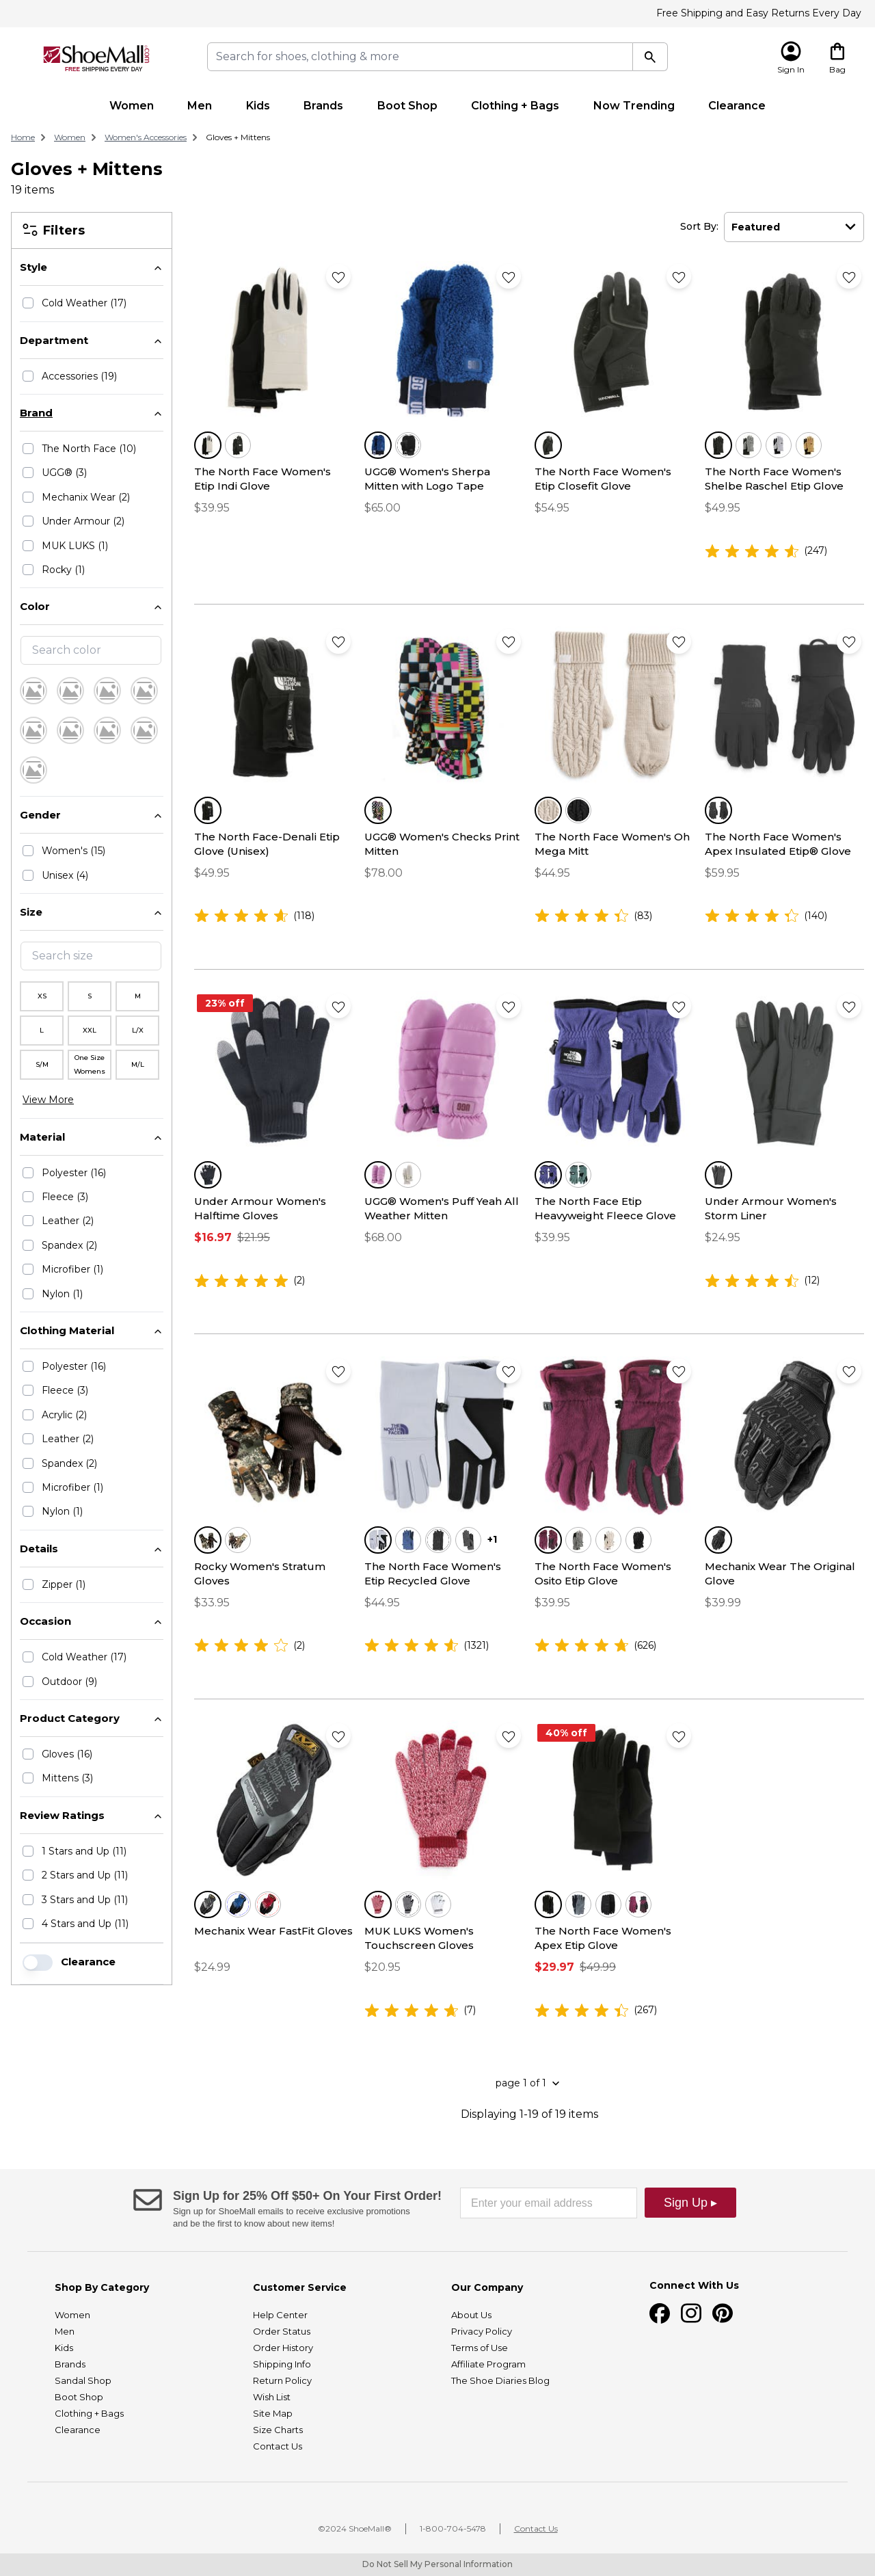 Free Shipping and Easy Returns Every Day
ShoeMall.com
FREE SHIPPING EVERY DAY
Search for shoes, clothing & more
Sign In
Bag
Women Men Kids Brands Boot Shop Clothing + Bags Now Trending Clearance
Home > Women > Women's Accessories > Gloves + Mittens
Gloves + Mittens
19 items
Filters
Sort By: Featured
Style
Cold Weather (17)
Department
Accessories (19)
Brand
The North Face (10)
UGG® (3)
Mechanix Wear (2)
Under Armour (2)
MUK LUKS (1)
Rocky (1)
Color
Search color
Gender
Women's (15)
Unisex (4)
Size
Search size
XS S M
L XXL L/X
S/M One Size Womens M/L
View More
Material
Polyester (16)
Fleece (3)
Leather (2)
Spandex (2)
Microfiber (1)
Nylon (1)
Clothing Material
Polyester (16)
Fleece (3)
Acrylic (2)
Leather (2)
Spandex (2)
Microfiber (1)
Nylon (1)
Details
Zipper (1)
Occasion
Cold Weather (17)
Outdoor (9)
Product Category
Gloves (16)
Mittens (3)
Review Ratings
1 Stars and Up (11)
2 Stars and Up (11)
3 Stars and Up (11)
4 Stars and Up (11)
Clearance
The North Face Women's
Etip Indi Glove
$39.95
UGG® Women's Sherpa
Mitten with Logo Tape
$65.00
The North Face Women's
Etip Closefit Glove
$54.95
The North Face Women's
Shelbe Raschel Etip Glove
$49.95
(247)
The North Face-Denali Etip
Glove (Unisex)
$49.95
(118)
UGG® Women's Checks Print
Mitten
$78.00
The North Face Women's Oh
Mega Mitt
$44.95
(83)
The North Face Women's
Apex Insulated Etip® Glove
$59.95
(140)
23% off
Under Armour Women's
Halftime Gloves
$16.97 $21.95
(2)
UGG® Women's Puff Yeah All
Weather Mitten
$68.00
The North Face Etip
Heavyweight Fleece Glove
$39.95
Under Armour Women's
Storm Liner
$24.95
(12)
Rocky Women's Stratum
Gloves
$33.95
(2)
+1
The North Face Women's
Etip Recycled Glove
$44.95
(1321)
The North Face Women's
Osito Etip Glove
$39.95
(626)
Mechanix Wear The Original
Glove
$39.99
Mechanix Wear FastFit Gloves
$24.99
MUK LUKS Women's
Touchscreen Gloves
$20.95
(7)
40% off
The North Face Women's
Apex Etip Glove
$29.97 $49.99
(267)
page 1 of 1
Displaying 1-19 of 19 items
Sign Up for 25% Off $50+ On Your First Order!
Sign up for ShoeMall emails to receive exclusive promotions
and be the first to know about new items!
Enter your email address
Sign Up ▸
Shop By Category
Women
Men
Kids
Brands
Sandal Shop
Boot Shop
Clothing + Bags
Clearance
Customer Service
Help Center
Order Status
Order History
Shipping Info
Return Policy
Wish List
Site Map
Size Charts
Contact Us
Our Company
About Us
Privacy Policy
Terms of Use
Affiliate Program
The Shoe Diaries Blog
Connect With Us
©2024 ShoeMall® | 1-800-704-5478 | Contact Us
Do Not Sell My Personal Information